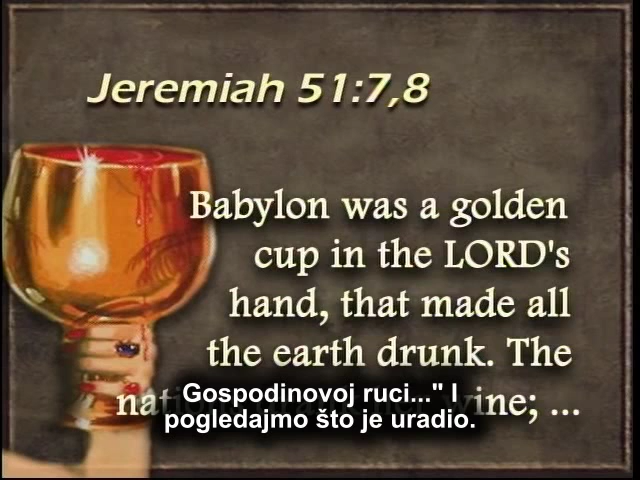 Jeremiah 51:7,8
Babylon was a golden
cup in the LORD's
hand, that made all
the earth drunk. The
wine; ...
Gospodinovoj ruci..." I
pogledajmo što je uradio.